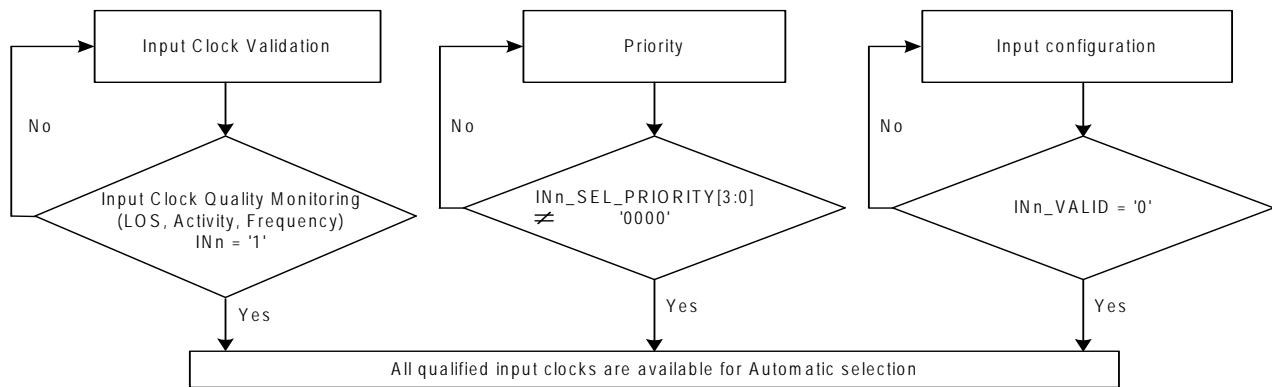 Input Clock Validation
No
Input Clock Quality Monitoring
(LOS, Activity, Frequency)
INn = '1'
Yes
Priority
No
INn_SEL_PRIORITY[3:0]
≠ '0000'
Yes
Input configuration
No
INn_VALID = '0'
Yes
All qualified input clocks are available for Automatic selection